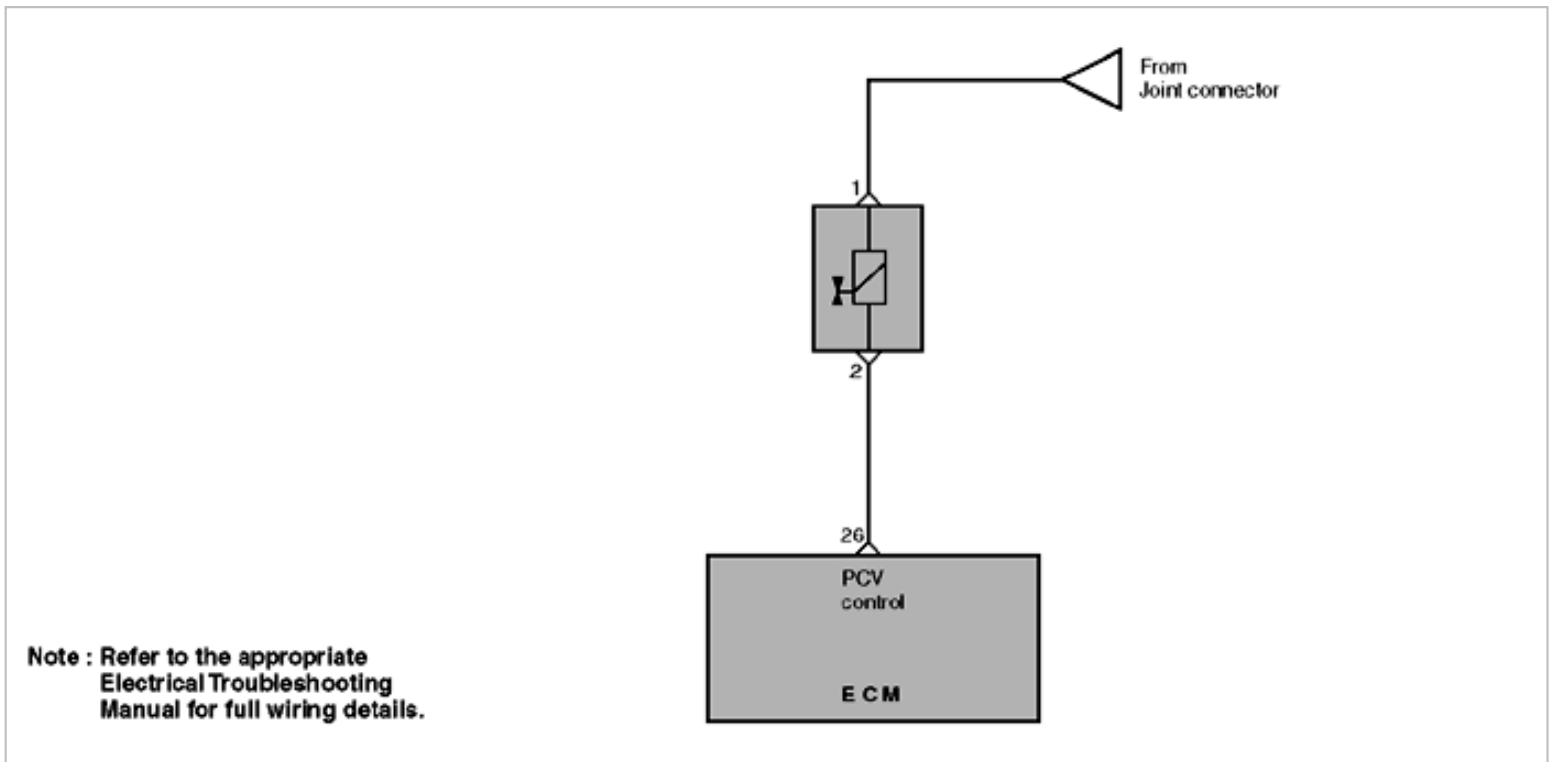 From
Joint connector
1
2
26
PCV
control
E C M
Note : Refer to the appropriate
Electrical Troubleshooting
Manual for full wiring details.